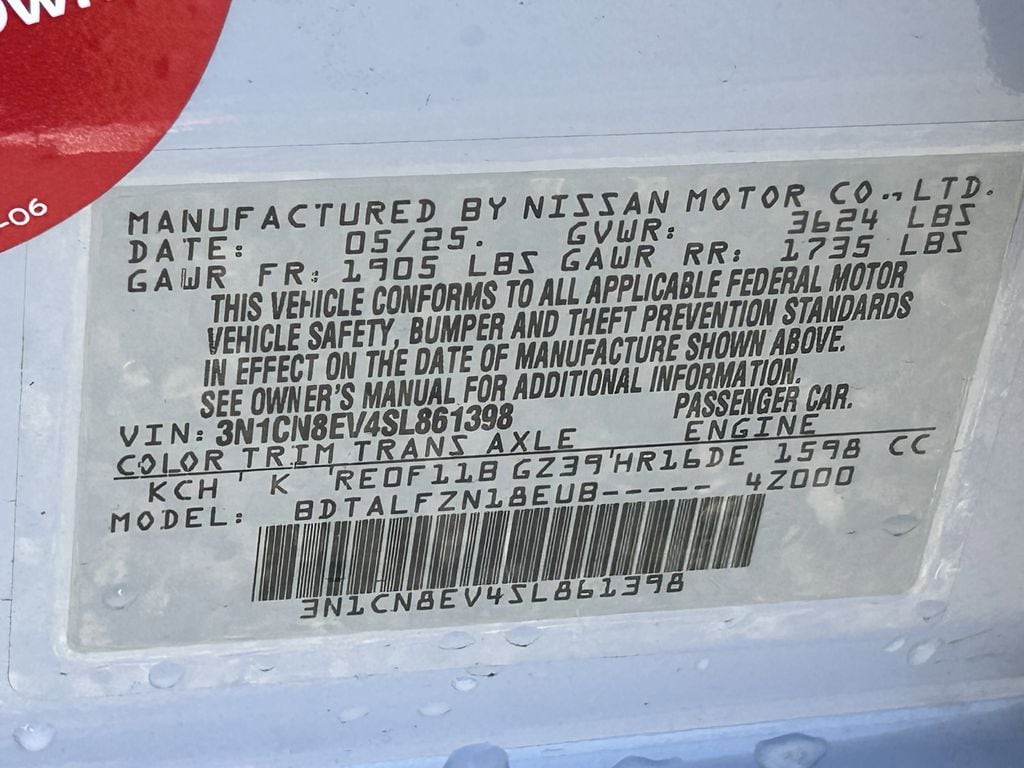 -06
MANUFACTURED BY NISSAN MOTOR CO., LTD.
DATE: 05/25. GVWR: 3624 LBS
GAWR FR: 1905 LBS GAWR RR: 1735 LBS
THIS VEHICLE CONFORMS TO ALL APPLICABLE FEDERAL MOTOR
VEHICLE SAFETY, BUMPER AND THEFT PREVENTION STANDARDS
IN EFFECT ON THE DATE OF MANUFACTURE SHOWN ABOVE.
SEE OWNER'S MANUAL FOR ADDITIONAL INFORMATION.
VIN: 3N1CN8EV4SL861398 PASSENGER CAR.
COLOR TRIM TRANS AXLE ENGINE
KCH K RE0F11B GZ39 HR16DE 1598 CC
MODEL: BDTALFZN18EUB----- 4Z000
3N1CN8EV4SL861398